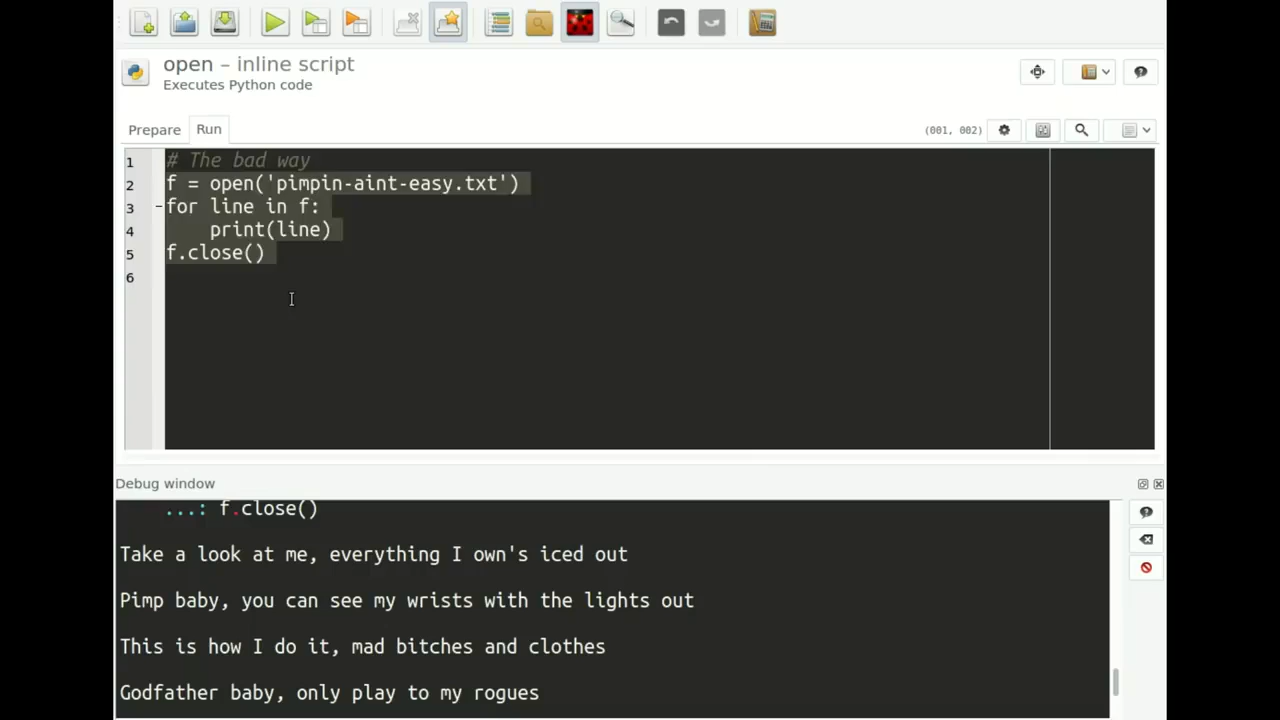 open – inline script
Executes Python code
Prepare
Run
(001, 002)
1 # The bad way
2 f = open('pimpin-aint-easy.txt')
3 for line in f:
4     print(line)
5 f.close()
6
Debug window
...: f.close()
Take a look at me, everything I own's iced out
Pimp baby, you can see my wrists with the lights out
This is how I do it, mad bitches and clothes
Godfather baby, only play to my rogues